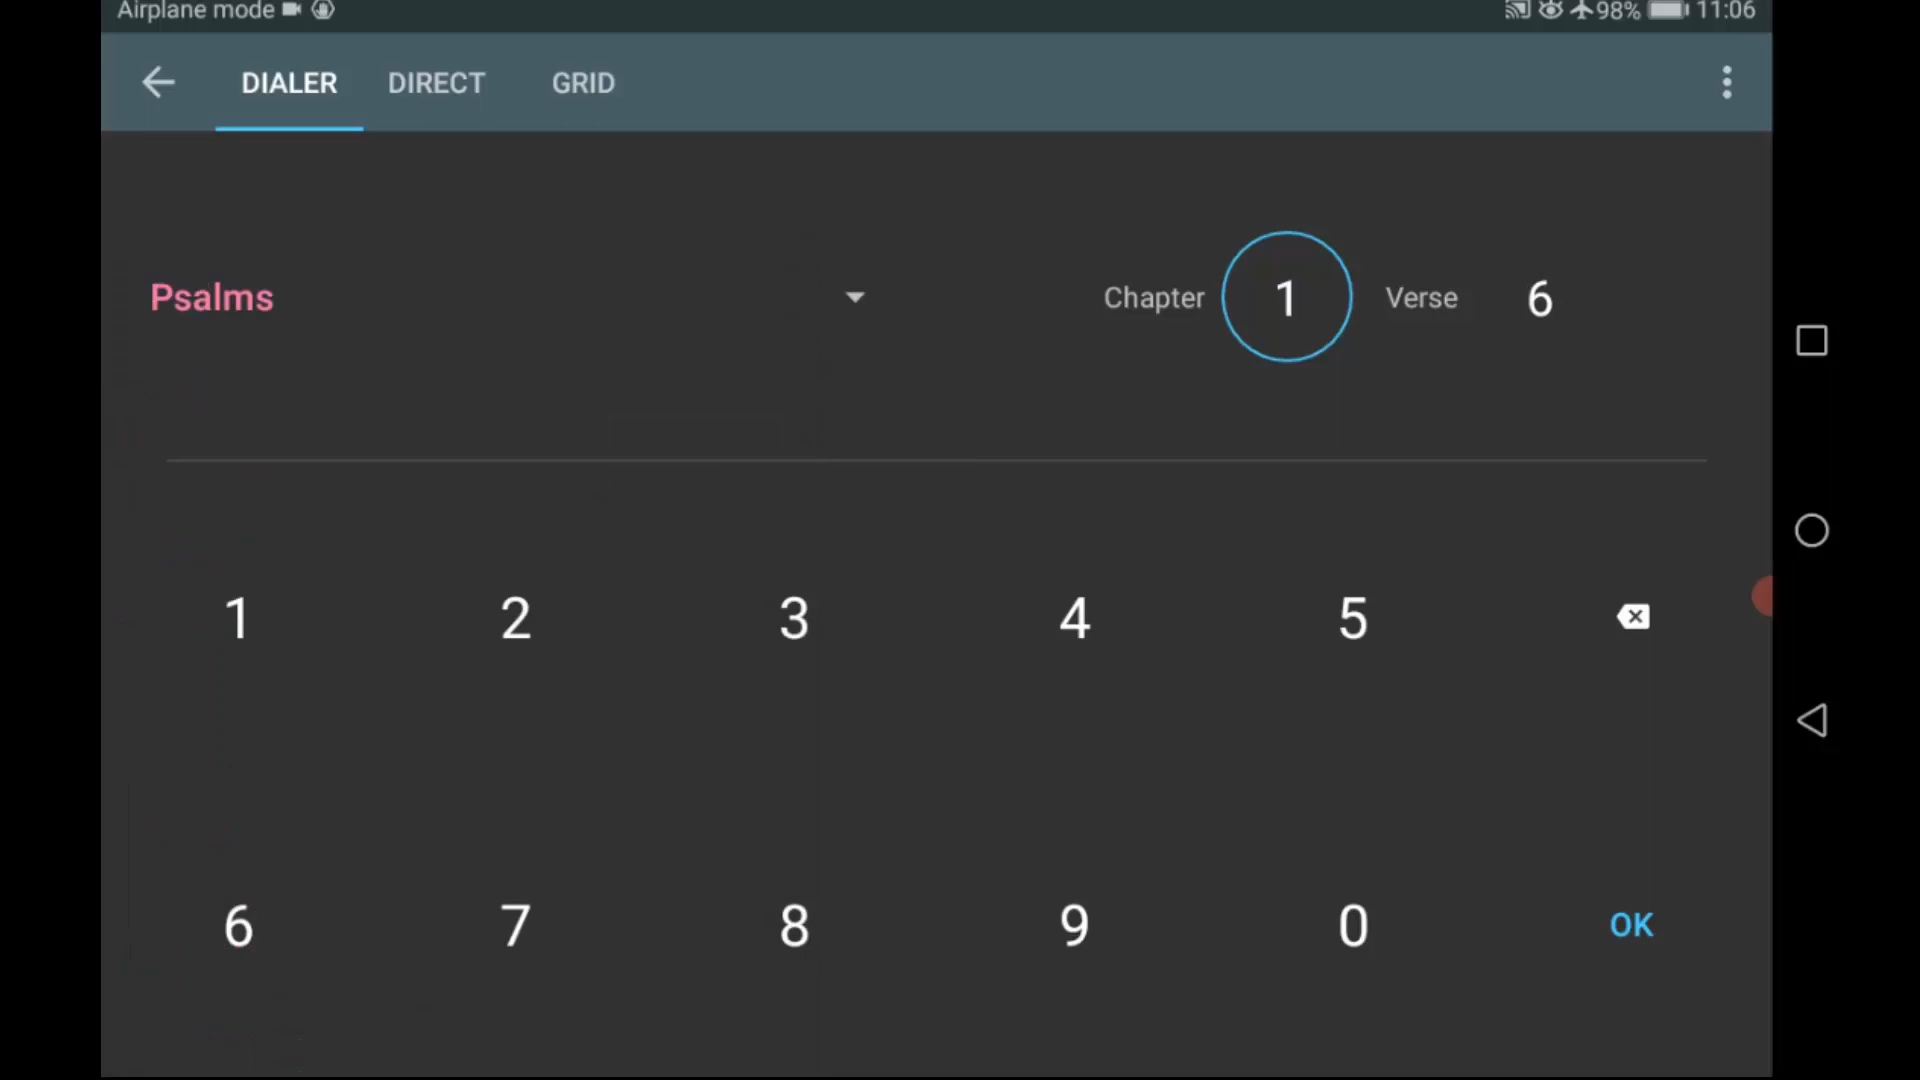 Airplane mode 98% 11:06
DIALER DIRECT GRID
Psalms Chapter 1 Verse 6
1 2 3 4 5
6 7 8 9 0 OK